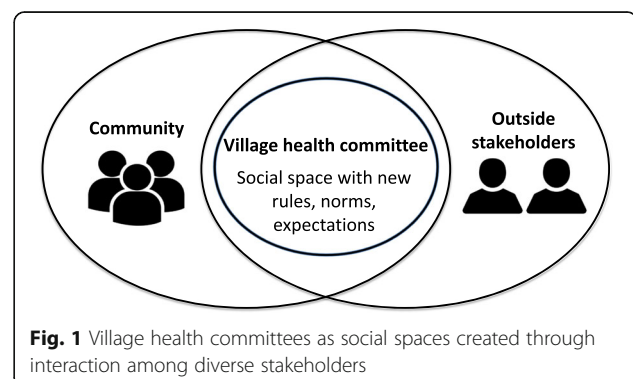 Community
Village health committee
Social space with new
rules, norms,
expectations
Outside
stakeholders
Fig. 1 Village health committees as social spaces created through
interaction among diverse stakeholders